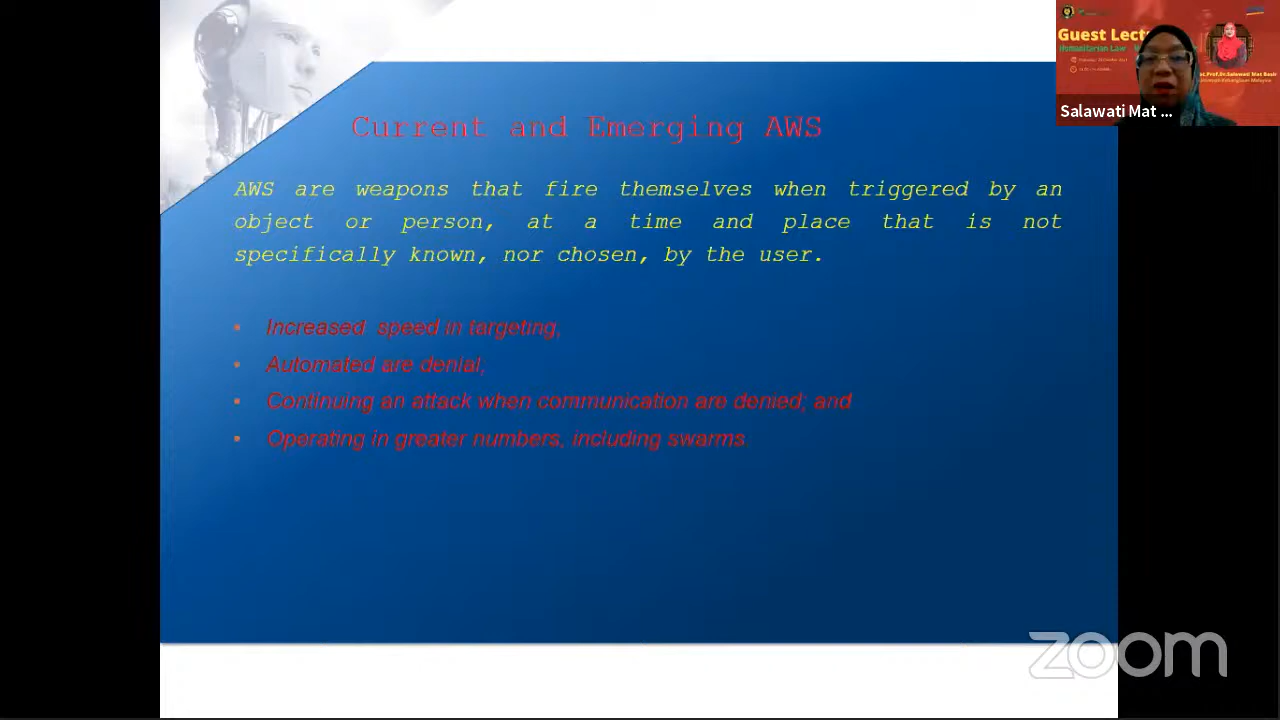 Current and Emerging AWS
AWS are weapons that fire themselves when triggered by an
object or person, at a time and place that is not
specifically known, nor chosen, by the user.
• Increased speed in targeting,
• Automated are denial,
• Continuing an attack when communication are denied; and
• Operating in greater numbers, including swarms
Guest
Salawati Mat ...
zoom